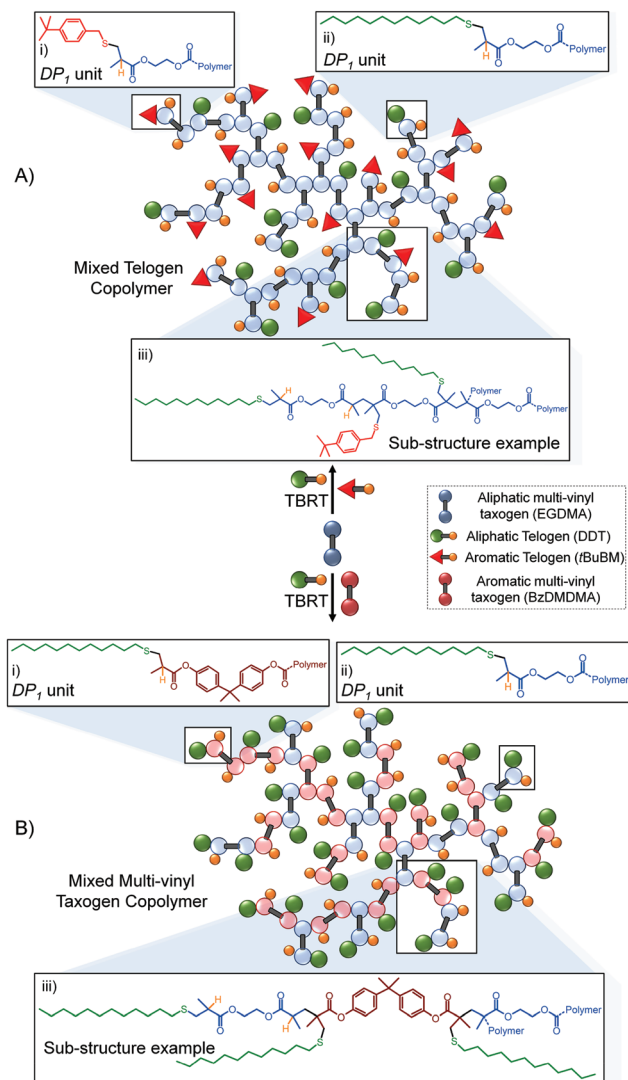 i)
DP1 unit
S
H
O
O
O
O
Polymer
ii)
DP1 unit
S
H
O
O
O
O
Polymer
A)
Mixed Telogen
Copolymer
iii)
S
H
O
O
O
O
H
S
O
O
O
O
S
Polymer
O
O
O
O
Polymer
Sub-structure example
TBRT
TBRT
TBRT
Aliphatic multi-vinyl
taxogen (EGDMA)
Aliphatic Telogen (DDT)
Aromatic Telogen (tBuBM)
Aromatic multi-vinyl
taxogen (BzDMDMA)
i)
DP1 unit
S
H
O
O
O
O
Polymer
ii)
DP1 unit
S
H
O
O
O
O
Polymer
B)
Mixed Multi-vinyl
Taxogen Copolymer
iii)
S
H
O
O
O
O
H
S
O
O
O
O
S
Polymer
O
O
O
O
Polymer
Sub-structure example